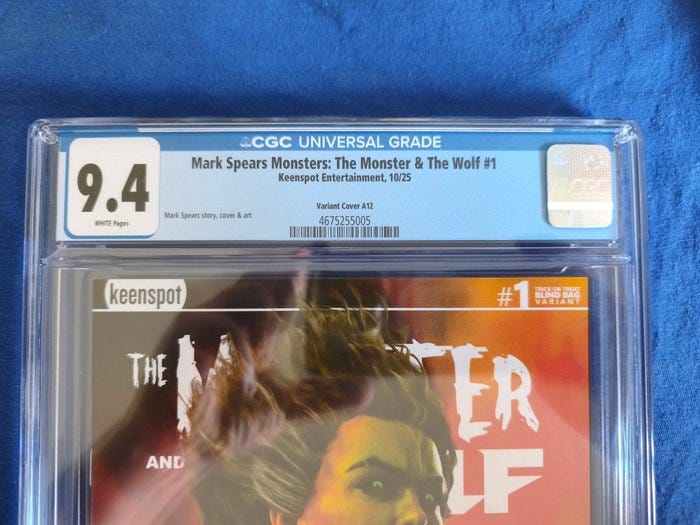 CGC UNIVERSAL GRADE
9.4
WHITE Pages
Mark Spears Monsters: The Monster & The Wolf #1
Keenspot Entertainment, 10/25
Variant Cover A12
Mark Spears story, cover & art
4675255005
CGC
keenspot
#1
TRICK OR TREAT
BLIND BAG
VARIANT
THE M TER
AND LF